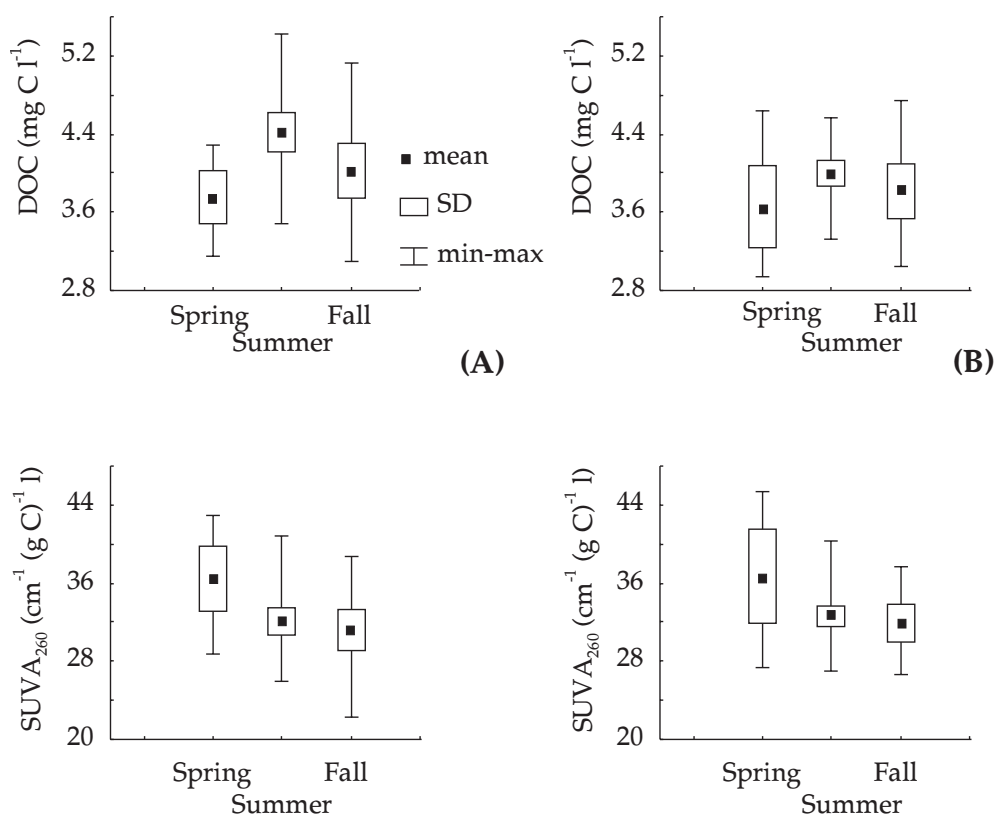 DOC (mg C l⁻¹)
5.2
4.4
3.6
2.8
mean
SD
min-max
Spring
Fall
Summer
(A)
DOC (mg C l⁻¹)
5.2
4.4
3.6
2.8
Spring
Fall
Summer
(B)
SUVA₂₆₀ (cm⁻¹ (g C)⁻¹ l)
44
36
28
20
Spring
Fall
Summer
SUVA₂₆₀ (cm⁻¹ (g C)⁻¹ l)
44
36
28
20
Spring
Fall
Summer